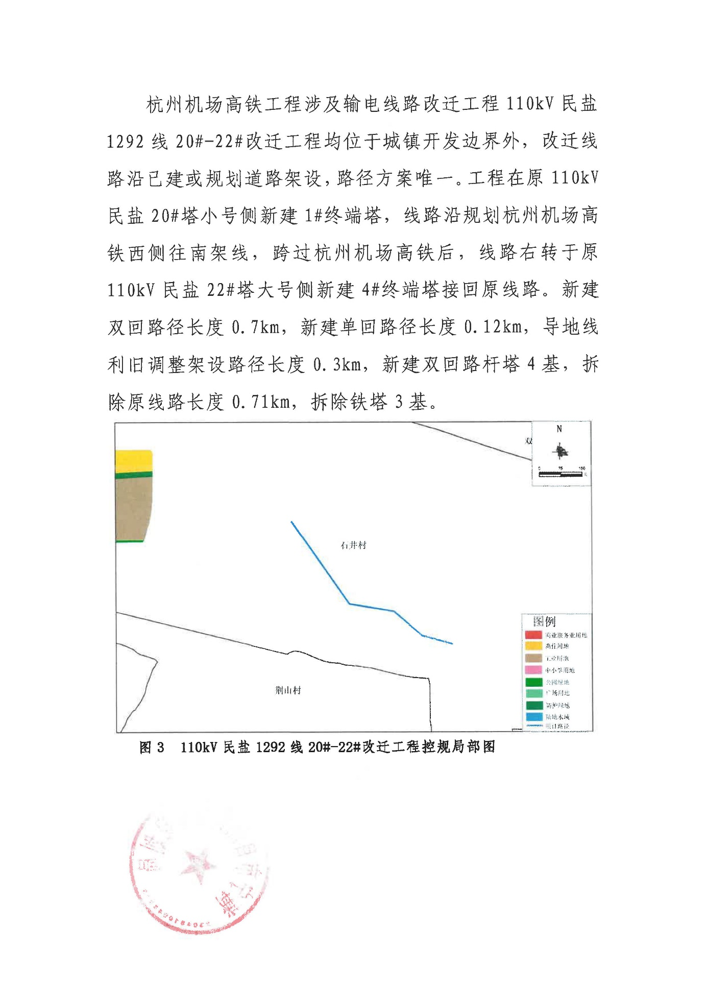 杭州机场高铁工程涉及输电线路改迁工程 110kV 民盐
1292 线 20#-22#改迁工程均位于城镇开发边界外，改迁线
路沿已建或规划道路架设，路径方案唯一。工程在原 110kV
民盐 20#塔小号侧新建 1#终端塔，线路沿规划杭州机场高
铁西侧往南架线，跨过杭州机场高铁后，线路右转于原
110kV 民盐 22#塔大号侧新建 4#终端塔接回原线路。新建
双回路径长度 0.7km，新建单回路径长度 0.12km，导地线
利旧调整架设路径长度 0.3km，新建双回路杆塔 4 基，拆
除原线路长度 0.71km，拆除铁塔 3 基。
N
双
0 75 150
石井村
图例
商业服务业用地
商住用地
工业用地
中小学用地
公园绿地
广场用地
防护绿地
陆地水域
项目路径
荆山村
图 3 110kV 民盐 1292 线 20#-22#改迁工程控规局部图